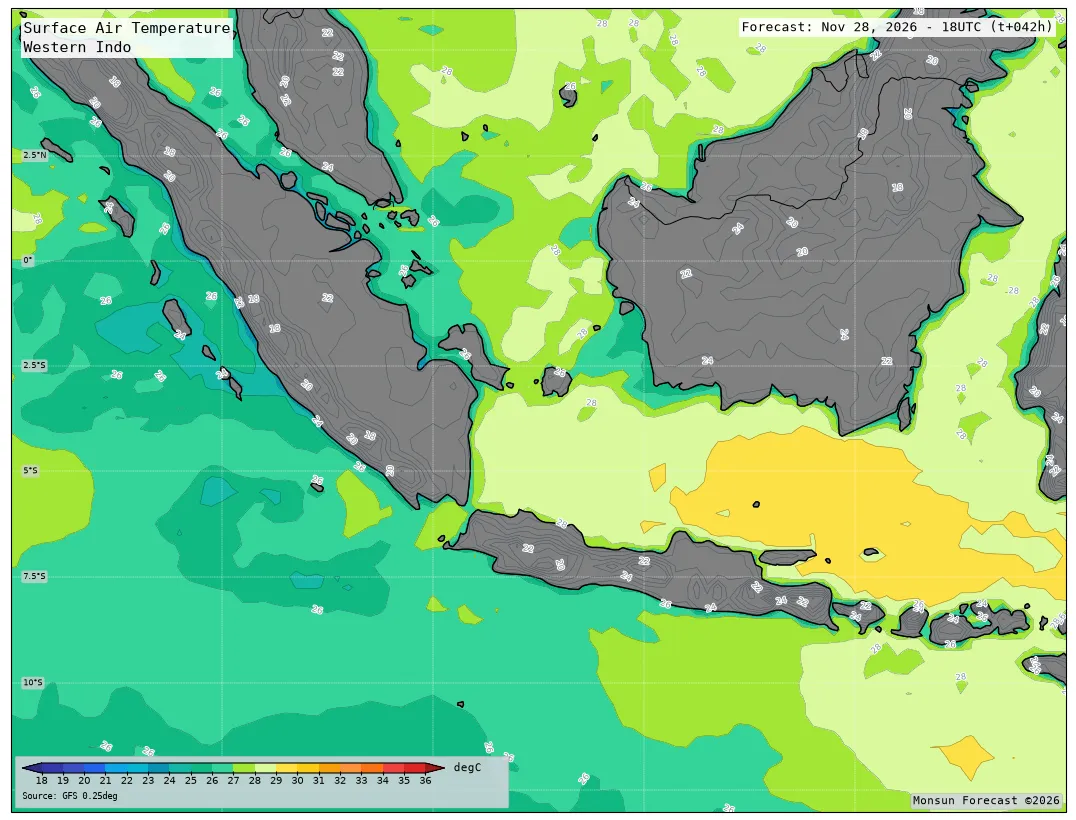 Surface Air Temperature
Western Indo
Forecast: Nov 28, 2026 - 18UTC (t+042h)
2.5°N
0°
2.5°S
5°S
7.5°S
10°S
18 19 20 21 22 23 24 25 26 27 28 29 30 31 32 33 34 35 36 degC
Source: GFS 0.25deg
Monsun Forecast ©2026